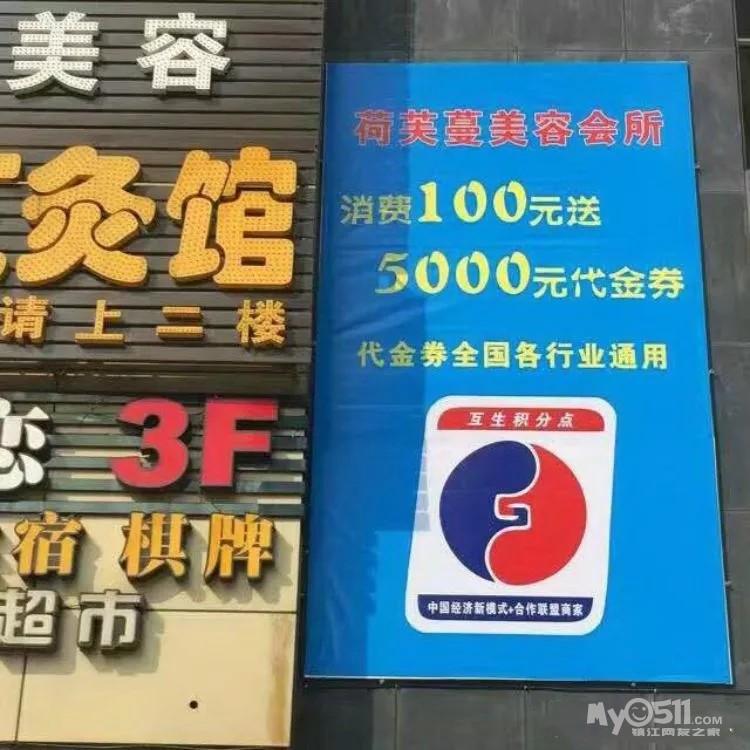 美容
灸馆
请上二楼
恋 3F
宿 棋牌
超市
荷芙蔓美容会所
消费100元送
5000元代金券
代金券全国各行业通用
互生积分点
中国经济新模式+合作联盟商家
My0511.com
镇江网友之家